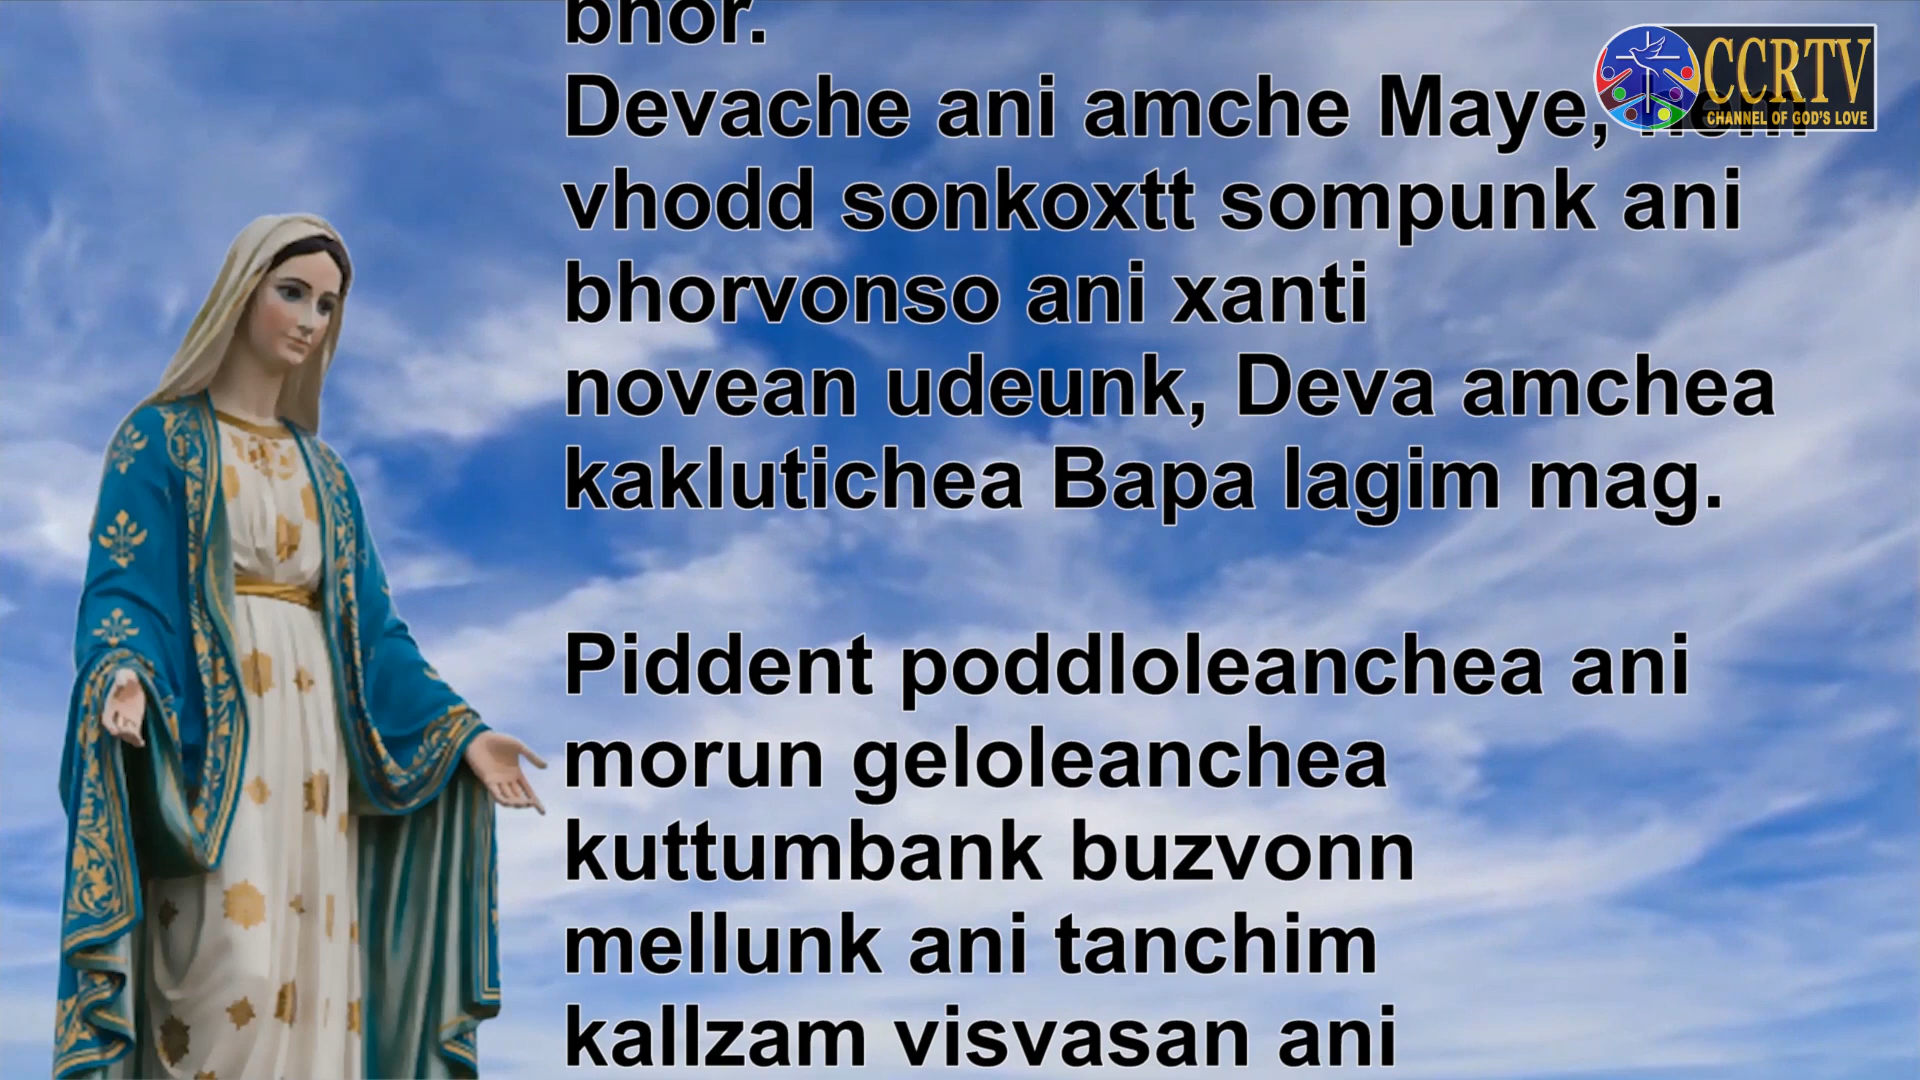 bhor.
Devache ani amche Maye,
vhodd sonkoxtt sompunk ani
bhorvonso ani xanti
novean udeunk, Deva amchea
kaklutichea Bapa lagim mag.
Piddent poddloleanchea ani
morun geloleanchea
kuttumbank buzvonn
mellunk ani tanchim
kallzam visvasan ani
CCRTV
CHANNEL OF GOD'S LOVE